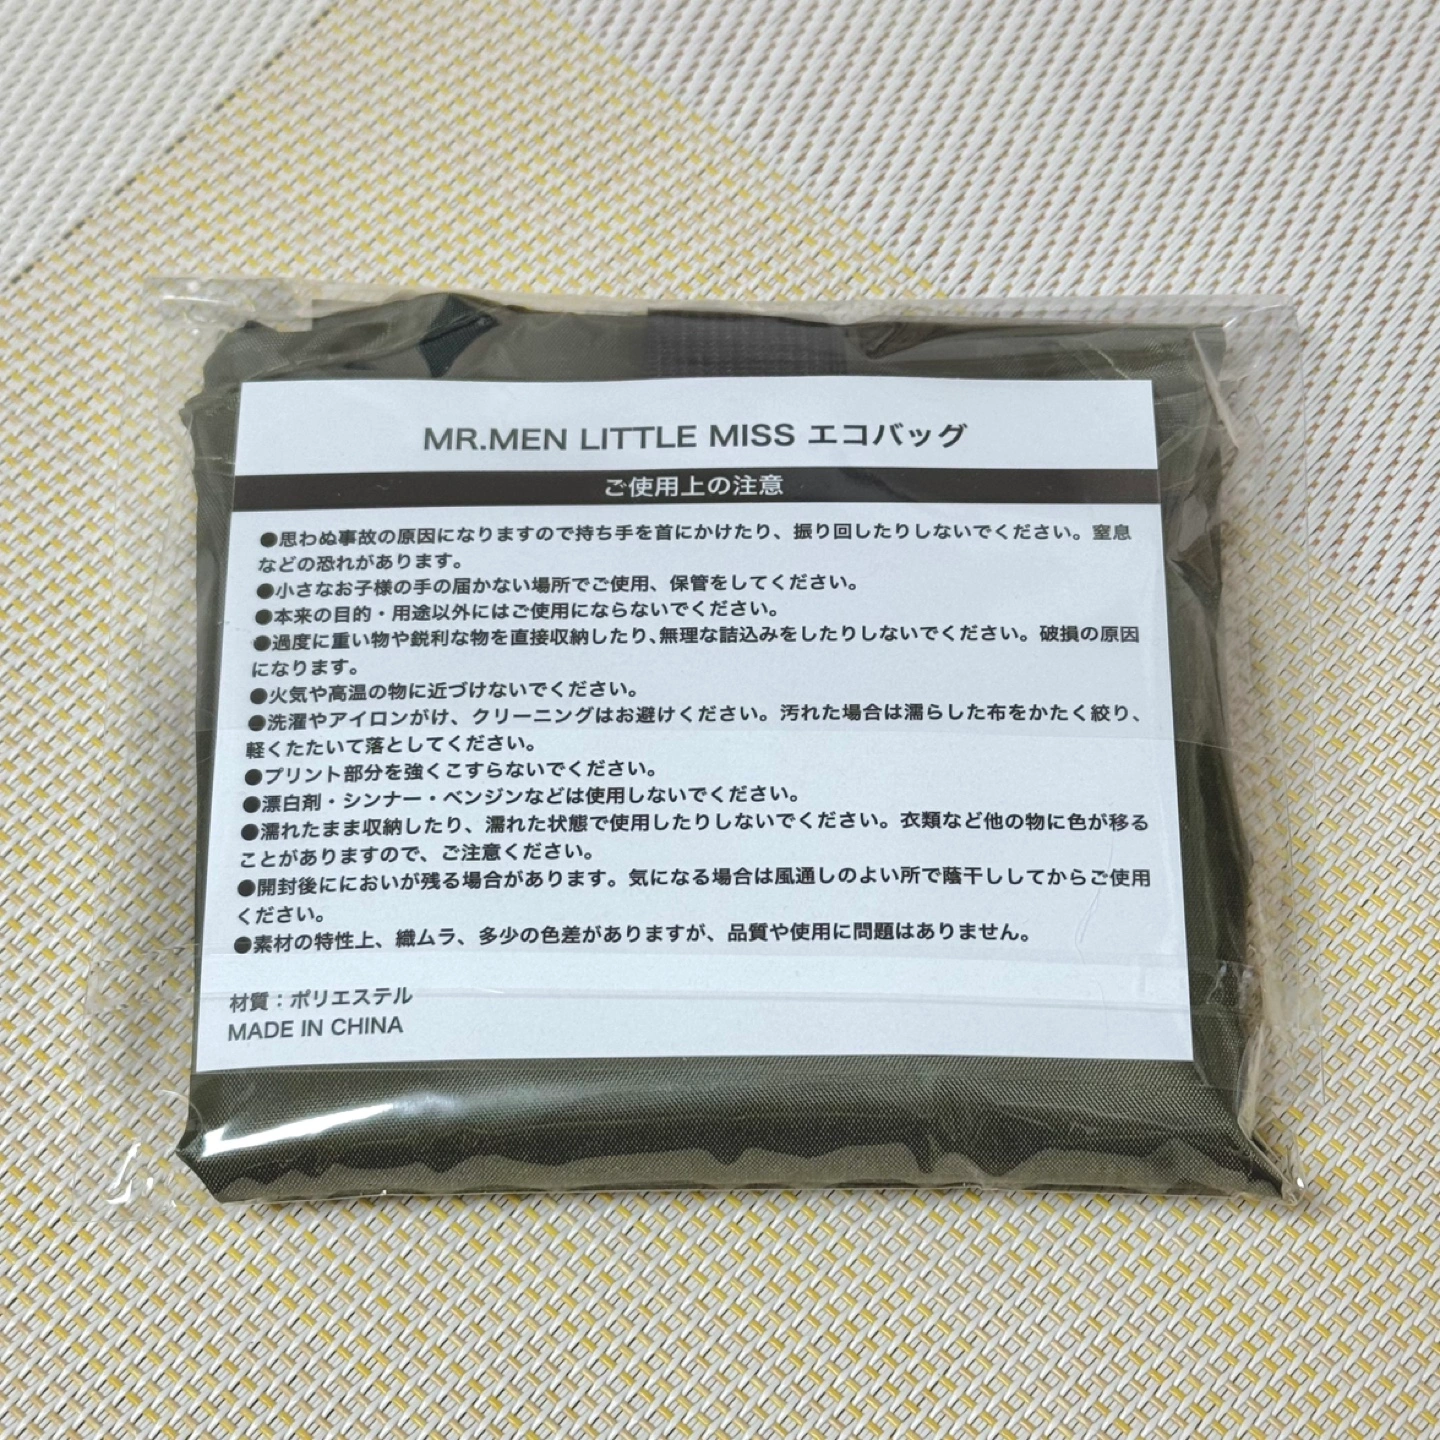 MR.MEN LITTLE MISS エコバッグ
ご使用上の注意
●思わぬ事故の原因になりますので持ち手を首にかけたり、振り回したりしないでください。窒息
などの恐れがあります。
●小さなお子様の手の届かない場所でご使用、保管をしてください。
●本来の目的・用途以外にはご使用にならないでください。
●過度に重い物や鋭利な物を直接収納したり、無理な詰込みをしたりしないでください。破損の原因
になります。
●火気や高温の物に近づけないでください。
●洗濯やアイロンがけ、クリーニングはお避けください。汚れた場合は濡らした布をかたく絞り、
軽くたたいて落としてください。
●プリント部分を強くこすらないでください。
●漂白剤・シンナー・ベンジンなどは使用しないでください。
●濡れたまま収納したり、濡れた状態で使用したりしないでください。衣類など他の物に色が移る
ことがありますので、ご注意ください。
●開封後ににおいが残る場合があります。気になる場合は風通しのよい所で蔭干ししてからご使用
ください。
●素材の特性上、織ムラ、多少の色差がありますが、品質や使用に問題はありません。
材質：ポリエステル
MADE IN CHINA